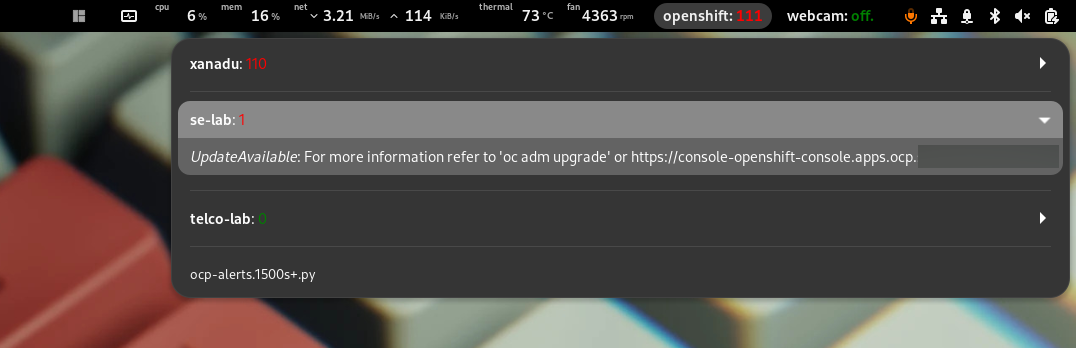 cpu 6 % mem 16 % net 3.21 MiB/s 114 KiB/s thermal 73 °C fan 4363 rpm openshift: 111 webcam: off.
xanadu: 110
se-lab: 1
UpdateAvailable: For more information refer to 'oc adm upgrade' or https://console-openshift-console.apps.ocp.
telco-lab: 0
ocp-alerts.1500s+.py